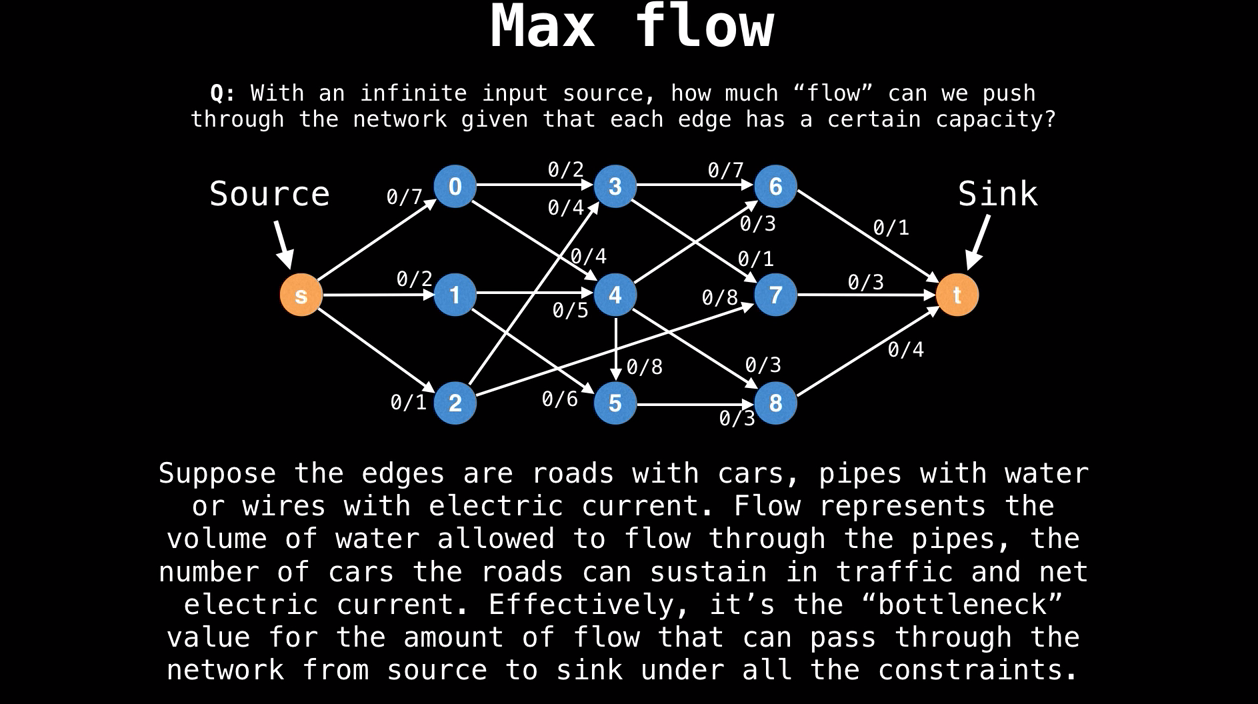 Max flow
Q: With an infinite input source, how much “flow” can we push
through the network given that each edge has a certain capacity?
Source
Sink
0/7
0
0/2
3
0/4
0/7
6
0/3
0/1
0/4
0/1
s
0/2
1
0/5
4
0/8
7
0/3
t
0/1
2
0/6
5
0/8
0/3
0/3
8
0/4
Suppose the edges are roads with cars, pipes with water
or wires with electric current. Flow represents the
volume of water allowed to flow through the pipes, the
number of cars the roads can sustain in traffic and net
electric current. Effectively, it’s the “bottleneck”
value for the amount of flow that can pass through the
network from source to sink under all the constraints.